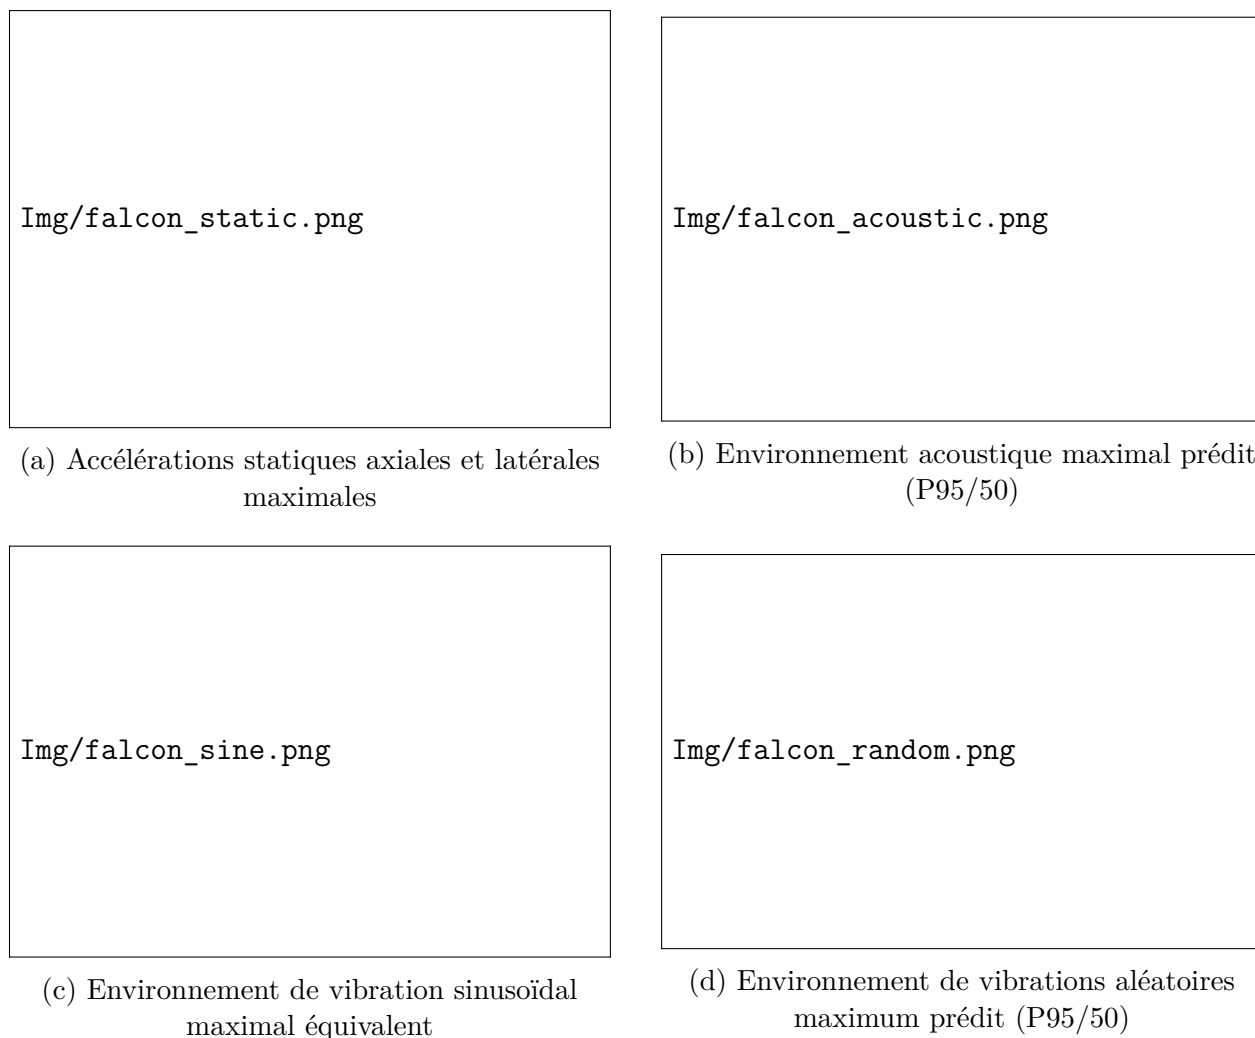 Img/falcon_static.png
(a) Accélérations statiques axiales et latérales
maximales
Img/falcon_acoustic.png
(b) Environnement acoustique maximal prédit
(P95/50)
Img/falcon_sine.png
(c) Environnement de vibration sinusoïdal
maximal équivalent
Img/falcon_random.png
(d) Environnement de vibrations aléatoires
maximum prédit (P95/50)